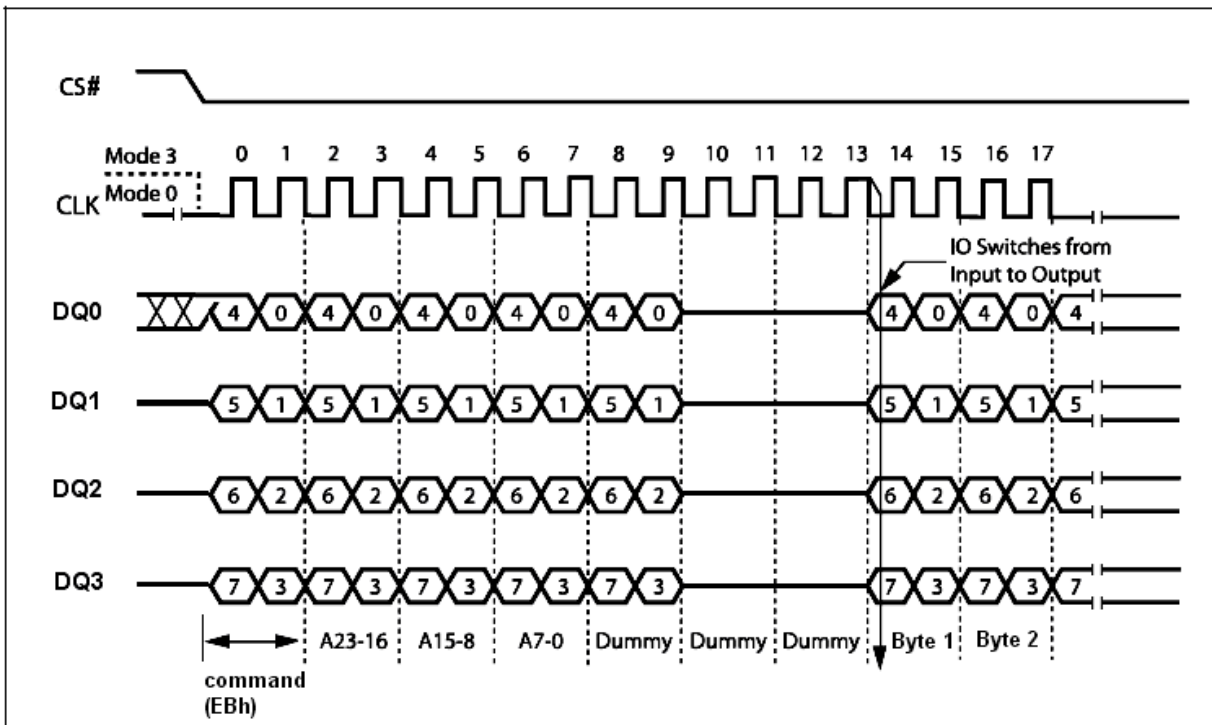 CS#
Mode 3
0 1 2 3 4 5 6 7 8 9 10 11 12 13 14 15 16 17
Mode 0
CLK
IO Switches from
Input to Output
DQ0
4 0 4 0 4 0 4 0 4 0 4 0 4 0 4
DQ1
5 1 5 1 5 1 5 1 5 1 5 1 5 1 5
DQ2
6 2 6 2 6 2 6 2 6 2 6 2 6 2 6
DQ3
7 3 7 3 7 3 7 3 7 3 7 3 7 3 7
A23-16 A15-8 A7-0 Dummy Dummy Dummy Byte 1 Byte 2
command
(EBh)